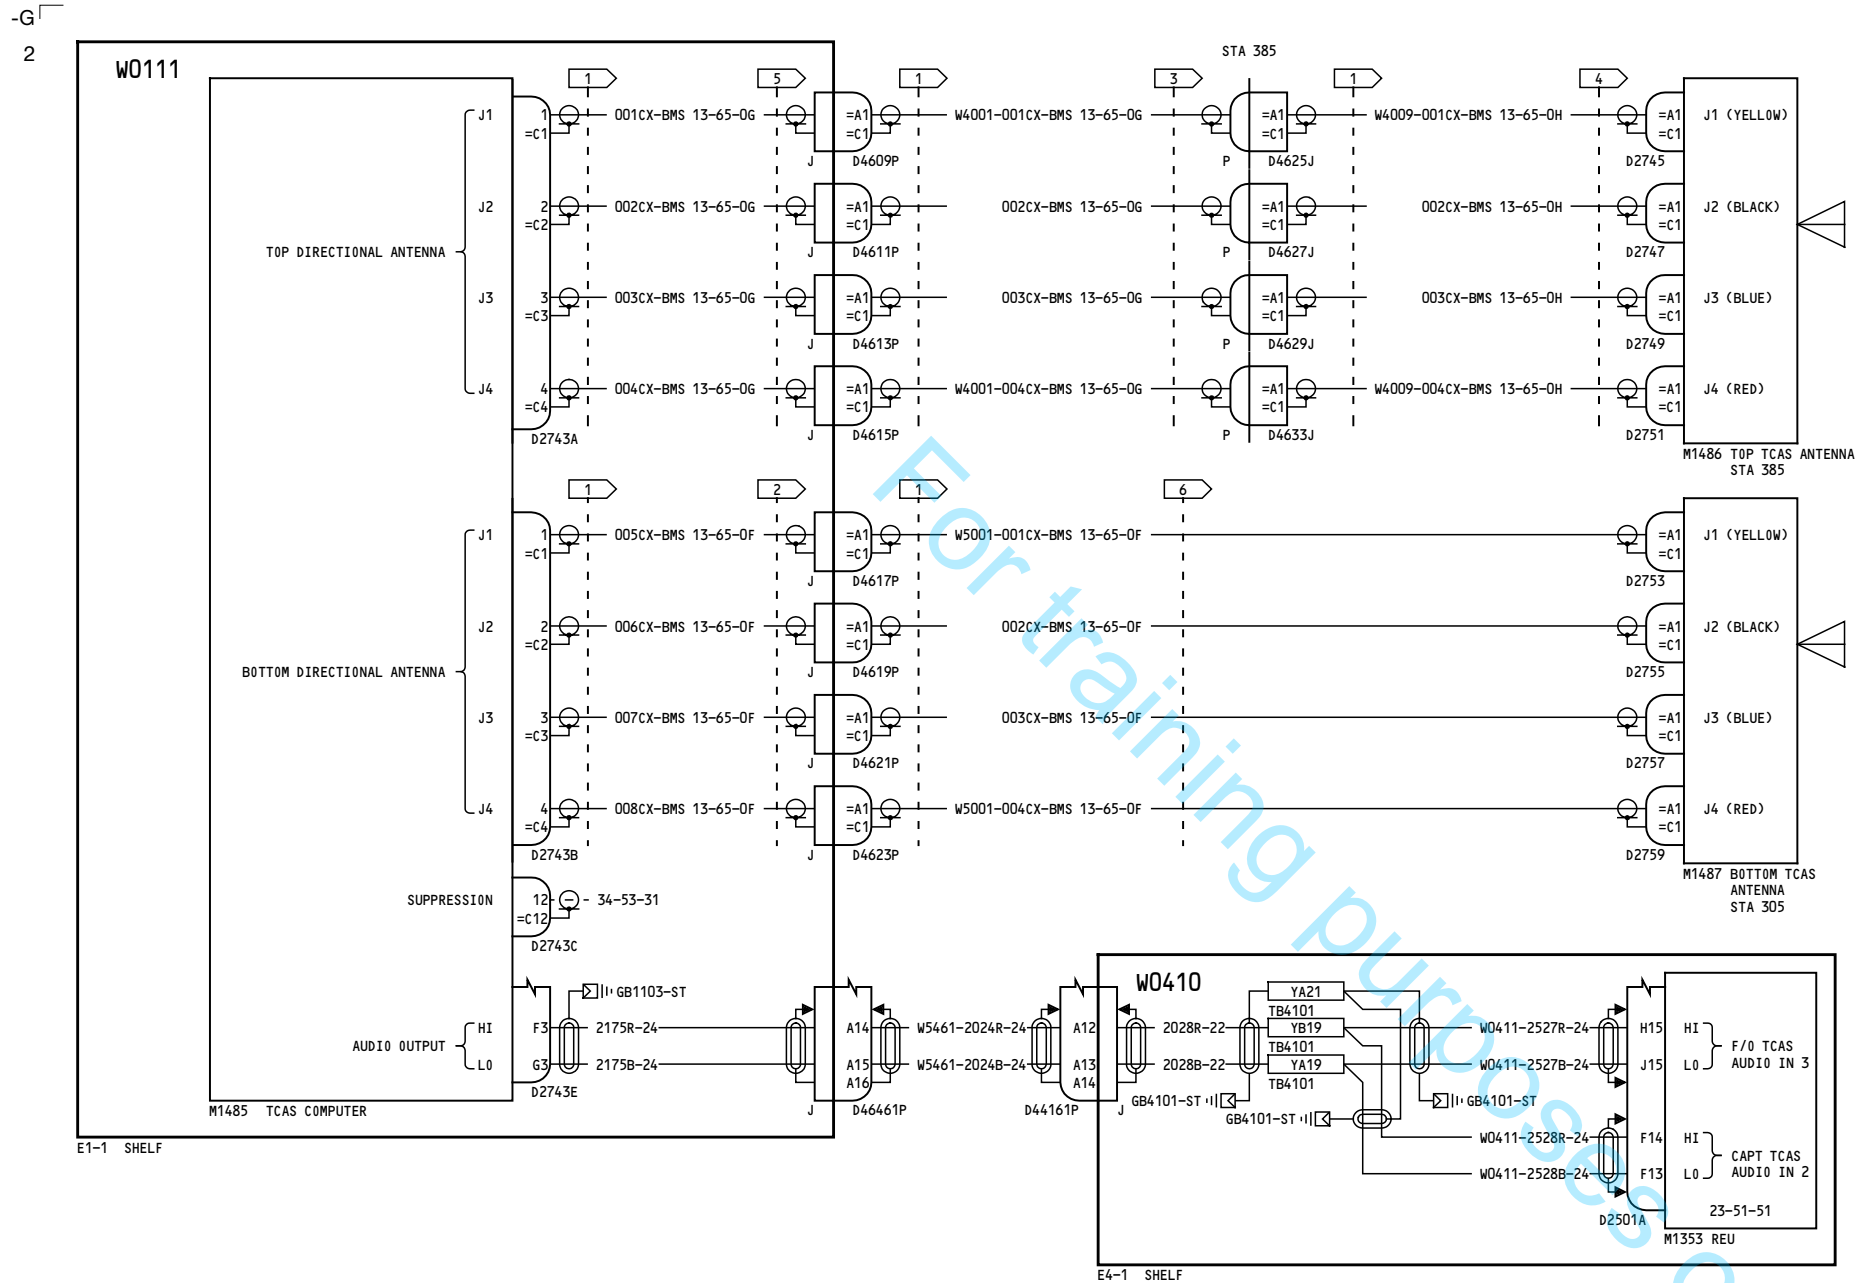 -G
2
W0111
STA 385
1
5
1
3
1
4
J1
1
=C1
001CX-BMS 13-65-0G
=A1
=C1
J
D4609P
W4001-001CX-BMS 13-65-0G
=A1
=C1
P
D4625J
W4009-001CX-BMS 13-65-0H
=A1
=C1
D2745
J1 (YELLOW)
J2
2
=C2
002CX-BMS 13-65-0G
=A1
=C1
J
D4611P
002CX-BMS 13-65-0G
=A1
=C1
P
D4627J
002CX-BMS 13-65-0H
=A1
=C1
D2747
J2 (BLACK)
TOP DIRECTIONAL ANTENNA
J3
3
=C3
003CX-BMS 13-65-0G
=A1
=C1
J
D4613P
003CX-BMS 13-65-0G
=A1
=C1
P
D4629J
003CX-BMS 13-65-0H
=A1
=C1
D2749
J3 (BLUE)
J4
4
=C4
D2743A
004CX-BMS 13-65-0G
=A1
=C1
J
D4615P
W4001-004CX-BMS 13-65-0G
=A1
=C1
P
D4633J
W4009-004CX-BMS 13-65-0H
=A1
=C1
D2751
J4 (RED)
M1486 TOP TCAS ANTENNA
STA 385
1
2
1
6
J1
1
=C1
005CX-BMS 13-65-0F
=A1
=C1
J
D4617P
W5001-001CX-BMS 13-65-0F
=A1
=C1
D2753
J1 (YELLOW)
J2
2
=C2
006CX-BMS 13-65-0F
=A1
=C1
J
D4619P
002CX-BMS 13-65-0F
=A1
=C1
D2755
J2 (BLACK)
BOTTOM DIRECTIONAL ANTENNA
J3
3
=C3
007CX-BMS 13-65-0F
=A1
=C1
J
D4621P
003CX-BMS 13-65-0F
=A1
=C1
D2757
J3 (BLUE)
J4
4
=C4
D2743B
008CX-BMS 13-65-0F
=A1
=C1
J
D4623P
W5001-004CX-BMS 13-65-0F
=A1
=C1
D2759
J4 (RED)
M1487 BOTTOM TCAS
ANTENNA
STA 305
SUPPRESSION
12
=C12
34-53-31
D2743C
GB1103-ST
AUDIO OUTPUT
HI
LO
F3
G3
D2743E
2175R-24
2175B-24
A14
A15
A16
J
D46461P
W5461-2024R-24
W5461-2024B-24
A12
A13
A14
D44161P
J
W0410
2028R-22
2028B-22
YA21
TB4101
YB19
TB4101
YA19
TB4101
GB4101-ST
GB4101-ST
GB4101-ST
W0411-2527R-24
W0411-2527B-24
H15
J15
HI
LO
F/O TCAS
AUDIO IN 3
W0411-2528R-24
W0411-2528B-24
F14
F13
HI
LO
CAPT TCAS
AUDIO IN 2
D2501A
23-51-51
M1353 REU
M1485 TCAS COMPUTER
E1-1 SHELF
E4-1 SHELF
For training purposes